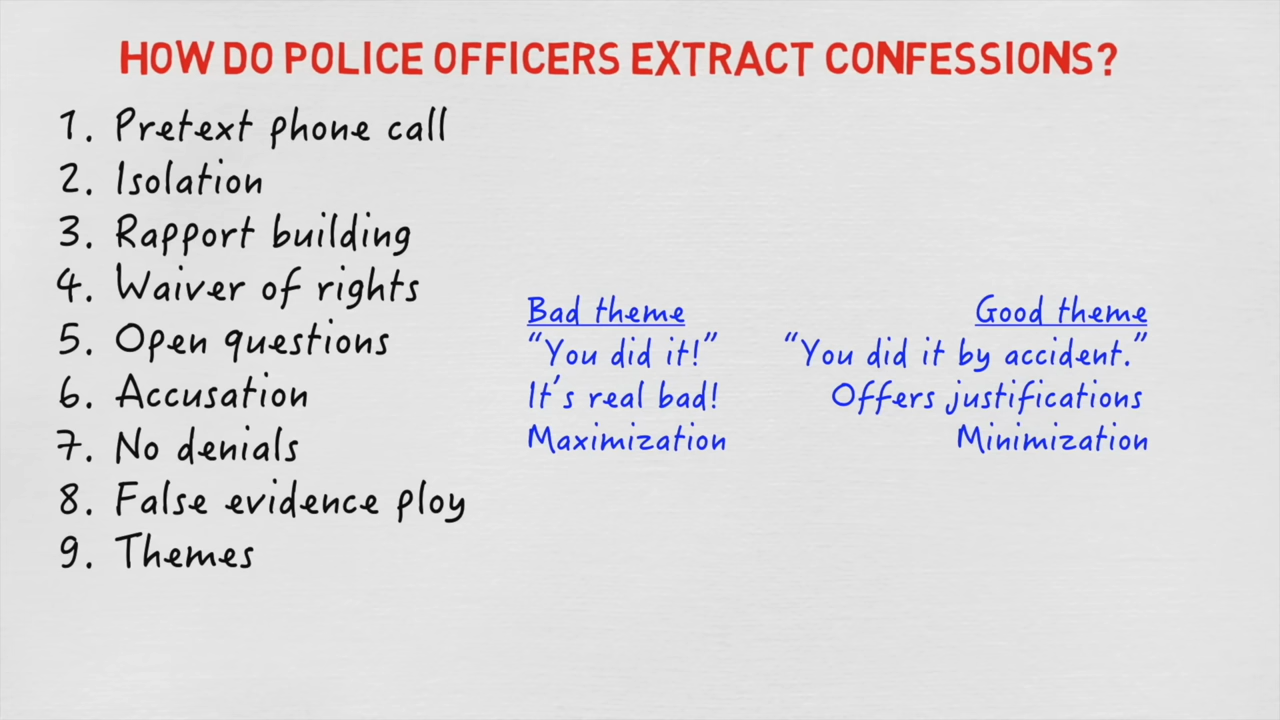 HOW DO POLICE OFFICERS EXTRACT CONFESSIONS?
1. Pretext phone call
2. Isolation
3. Rapport building
4. Waiver of rights
5. Open questions
6. Accusation
7. No denials
8. False evidence ploy
9. Themes
Bad theme
"You did it!"
It's real bad!
Maximization
Good theme
"You did it by accident."
Offers justifications
Minimization